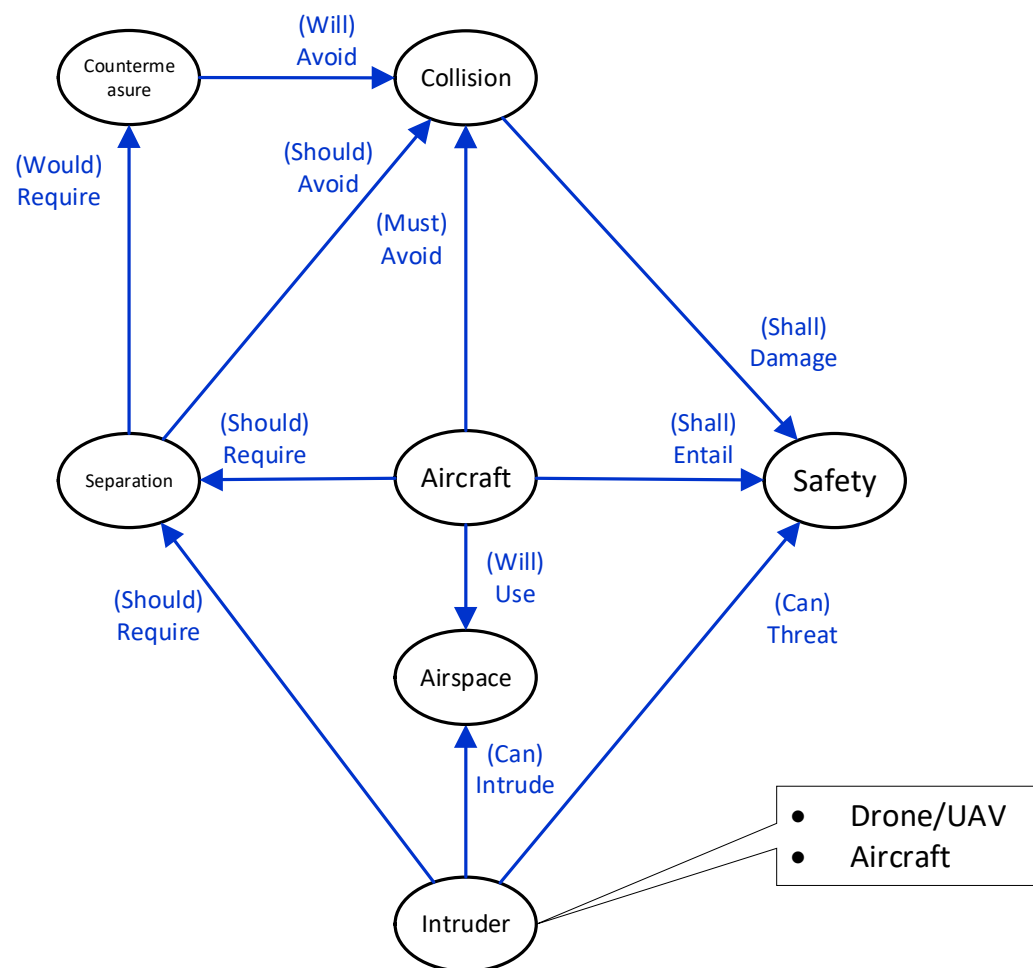 (Will)
Avoid
Counterme
asure
Collision
(Would)
Require
(Should)
Avoid
(Must)
Avoid
(Shall)
Damage
(Should)
Require
(Shall)
Entail
Separation
Aircraft
Safety
(Will)
Use
(Should)
Require
(Can)
Threat
Airspace
(Can)
Intrude
• Drone/UAV
• Aircraft
Intruder